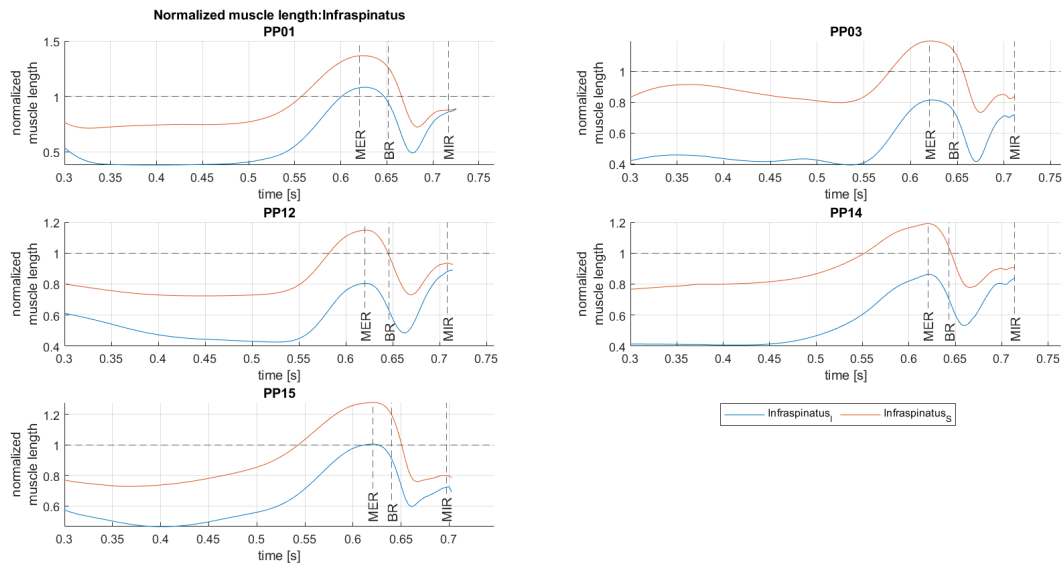 Normalized muscle length:Infraspinatus
PP01
1.5
1
0.5
normalized
muscle length
MER
BR
MIR
0.3 0.35 0.4 0.45 0.5 0.55 0.6 0.65 0.7 0.75
time [s]
PP03
1
0.8
0.6
0.4
normalized
muscle length
MER
BR
MIR
0.3 0.35 0.4 0.45 0.5 0.55 0.6 0.65 0.7 0.75
time [s]
PP12
1.2
1
0.8
0.6
0.4
normalized
muscle length
MER
BR
MIR
0.3 0.35 0.4 0.45 0.5 0.55 0.6 0.65 0.7 0.75
time [s]
PP14
1.2
1
0.8
0.6
0.4
normalized
muscle length
MER
BR
MIR
0.3 0.35 0.4 0.45 0.5 0.55 0.6 0.65 0.7 0.75
time [s]
PP15
1.2
1
0.8
0.6
normalized
muscle length
MER
BR
MIR
0.3 0.35 0.4 0.45 0.5 0.55 0.6 0.65 0.7
time [s]
Infraspinatus_I Infraspinatus_S